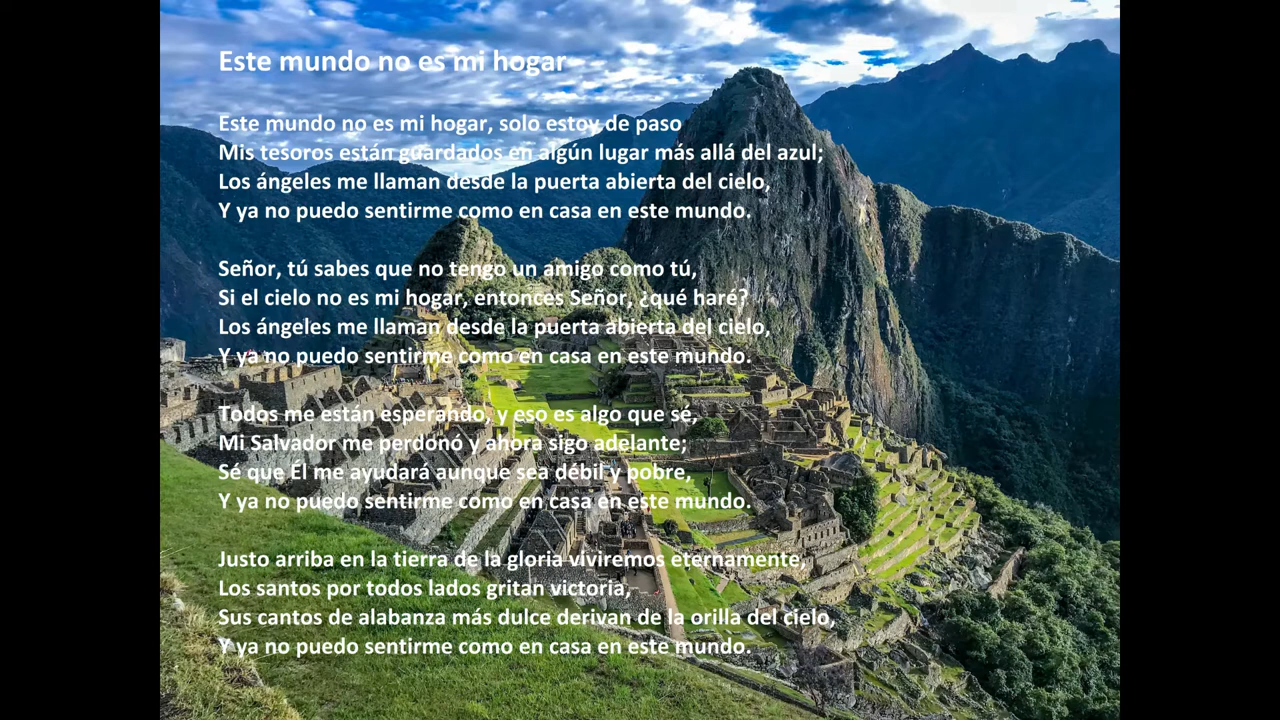 Este mundo no es mi hogar
Este mundo no es mi hogar, solo estoy de paso
Mis tesoros están guardados en algún lugar más allá del azul;
Los ángeles me llaman desde la puerta abierta del cielo,
Y ya no puedo sentirme como en casa en este mundo.
Señor, tú sabes que no tengo un amigo como tú,
Si el cielo no es mi hogar, entonces Señor, ¿qué haré?
Los ángeles me llaman desde la puerta abierta del cielo,
Y ya no puedo sentirme como en casa en este mundo.
Todos me están esperando, y eso es algo que sé,
Mi Salvador me perdonó y ahora sigo adelante;
Sé que Él me ayudará aunque sea débil y pobre,
Y ya no puedo sentirme como en casa en este mundo.
Justo arriba en la tierra de la gloria viviremos eternamente,
Los santos por todos lados gritan victoria,
Sus cantos de alabanza más dulce derivan de la orilla del cielo,
Y ya no puedo sentirme como en casa en este mundo.